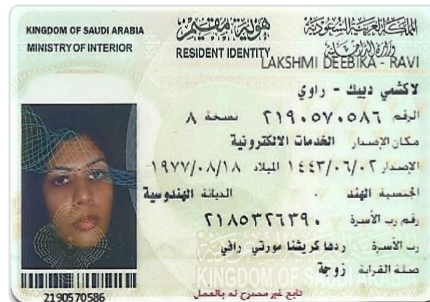 KINGDOM OF SAUDI ARABIA
MINISTRY OF INTERIOR
هوية مقيم
RESIDENT IDENTITY
المملكة العربية السعودية
وزارة الداخلية
LAKSHMI DEEBIKA - RAVI
لاكشمي دبيك - راوي
الرقم ٢١٩٠٥٧٠٥٨٦ نسخة ٨
مكان الإصدار الخدمات الالكترونية
الإصدار ١٤٤٣/٠٦/٠٢ الميلاد ١٩٧٧/٠٨/١٨
الجنسية الهند الديانة الهندوسية
رقم رب الأسرة ٢١٨٥٣٢٦٣٩٠
رب الأسرة ردها كريشنا مورتي رافي
صلة القرابة زوجة
KINGDOM OF SAUDI ARABIA
2190570586
تابع غير مصرح له بالعمل